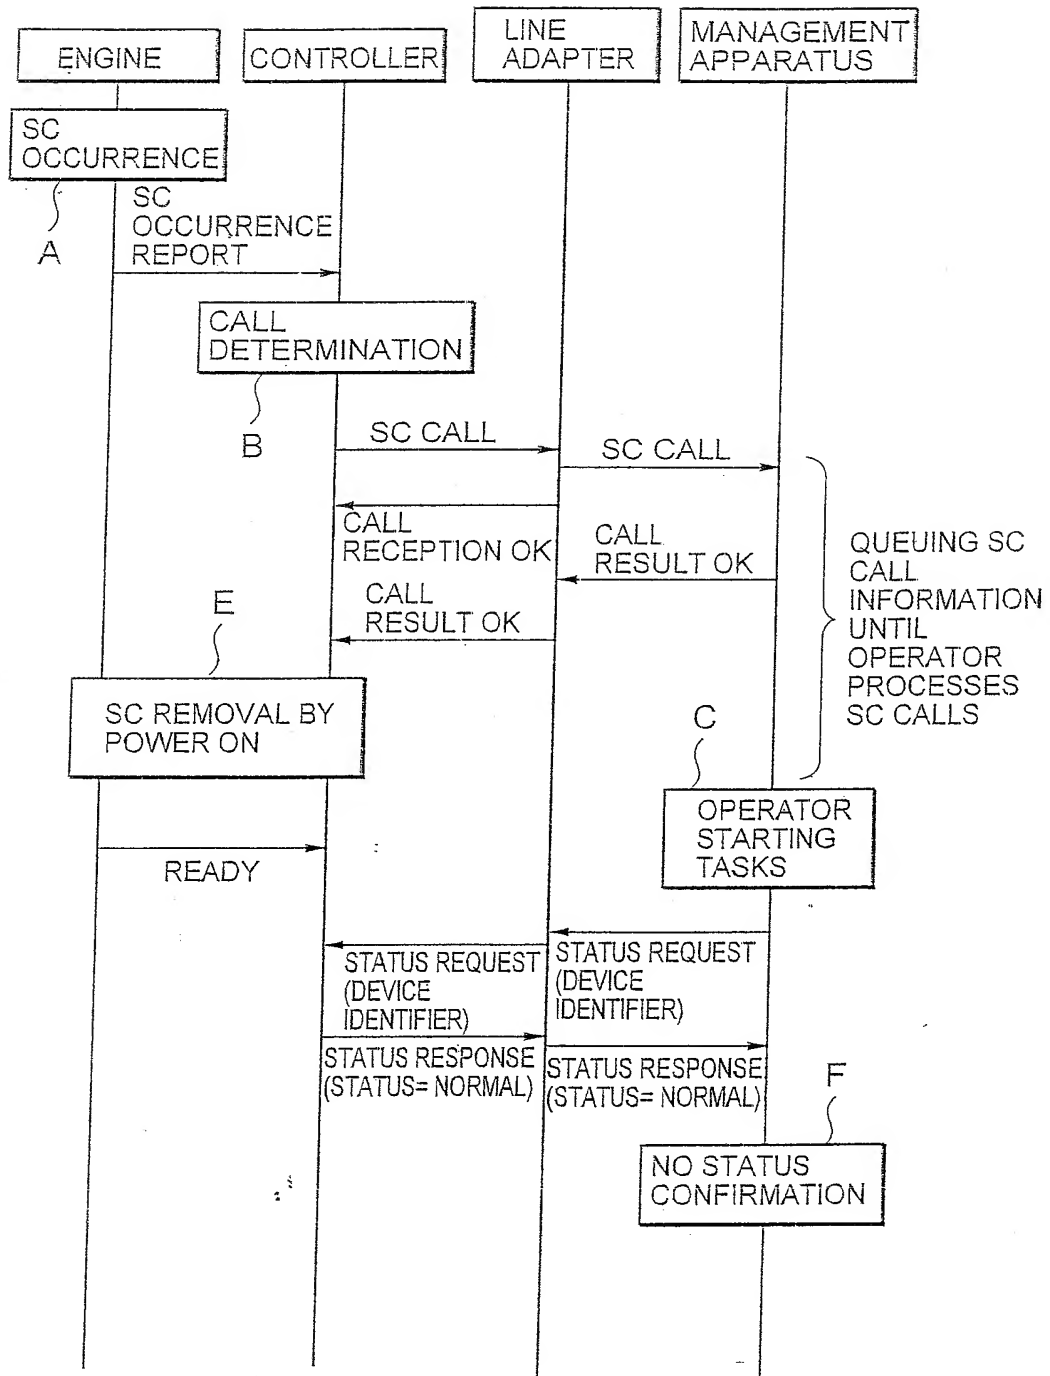 ENGINE
CONTROLLER
LINE
ADAPTER
MANAGEMENT
APPARATUS
SC
OCCURRENCE
A
SC
OCCURRENCE
REPORT
CALL
DETERMINATION
B
SC CALL
SC CALL
CALL
RECEPTION OK
CALL
RESULT OK
CALL
RESULT OK
QUEUING SC
CALL
INFORMATION
UNTIL
OPERATOR
PROCESSES
SC CALLS
E
SC REMOVAL BY
POWER ON
C
OPERATOR
STARTING
TASKS
READY
STATUS REQUEST
(DEVICE
IDENTIFIER)
STATUS REQUEST
(DEVICE
IDENTIFIER)
STATUS RESPONSE
(STATUS= NORMAL)
STATUS RESPONSE
(STATUS= NORMAL)
F
NO STATUS
CONFIRMATION